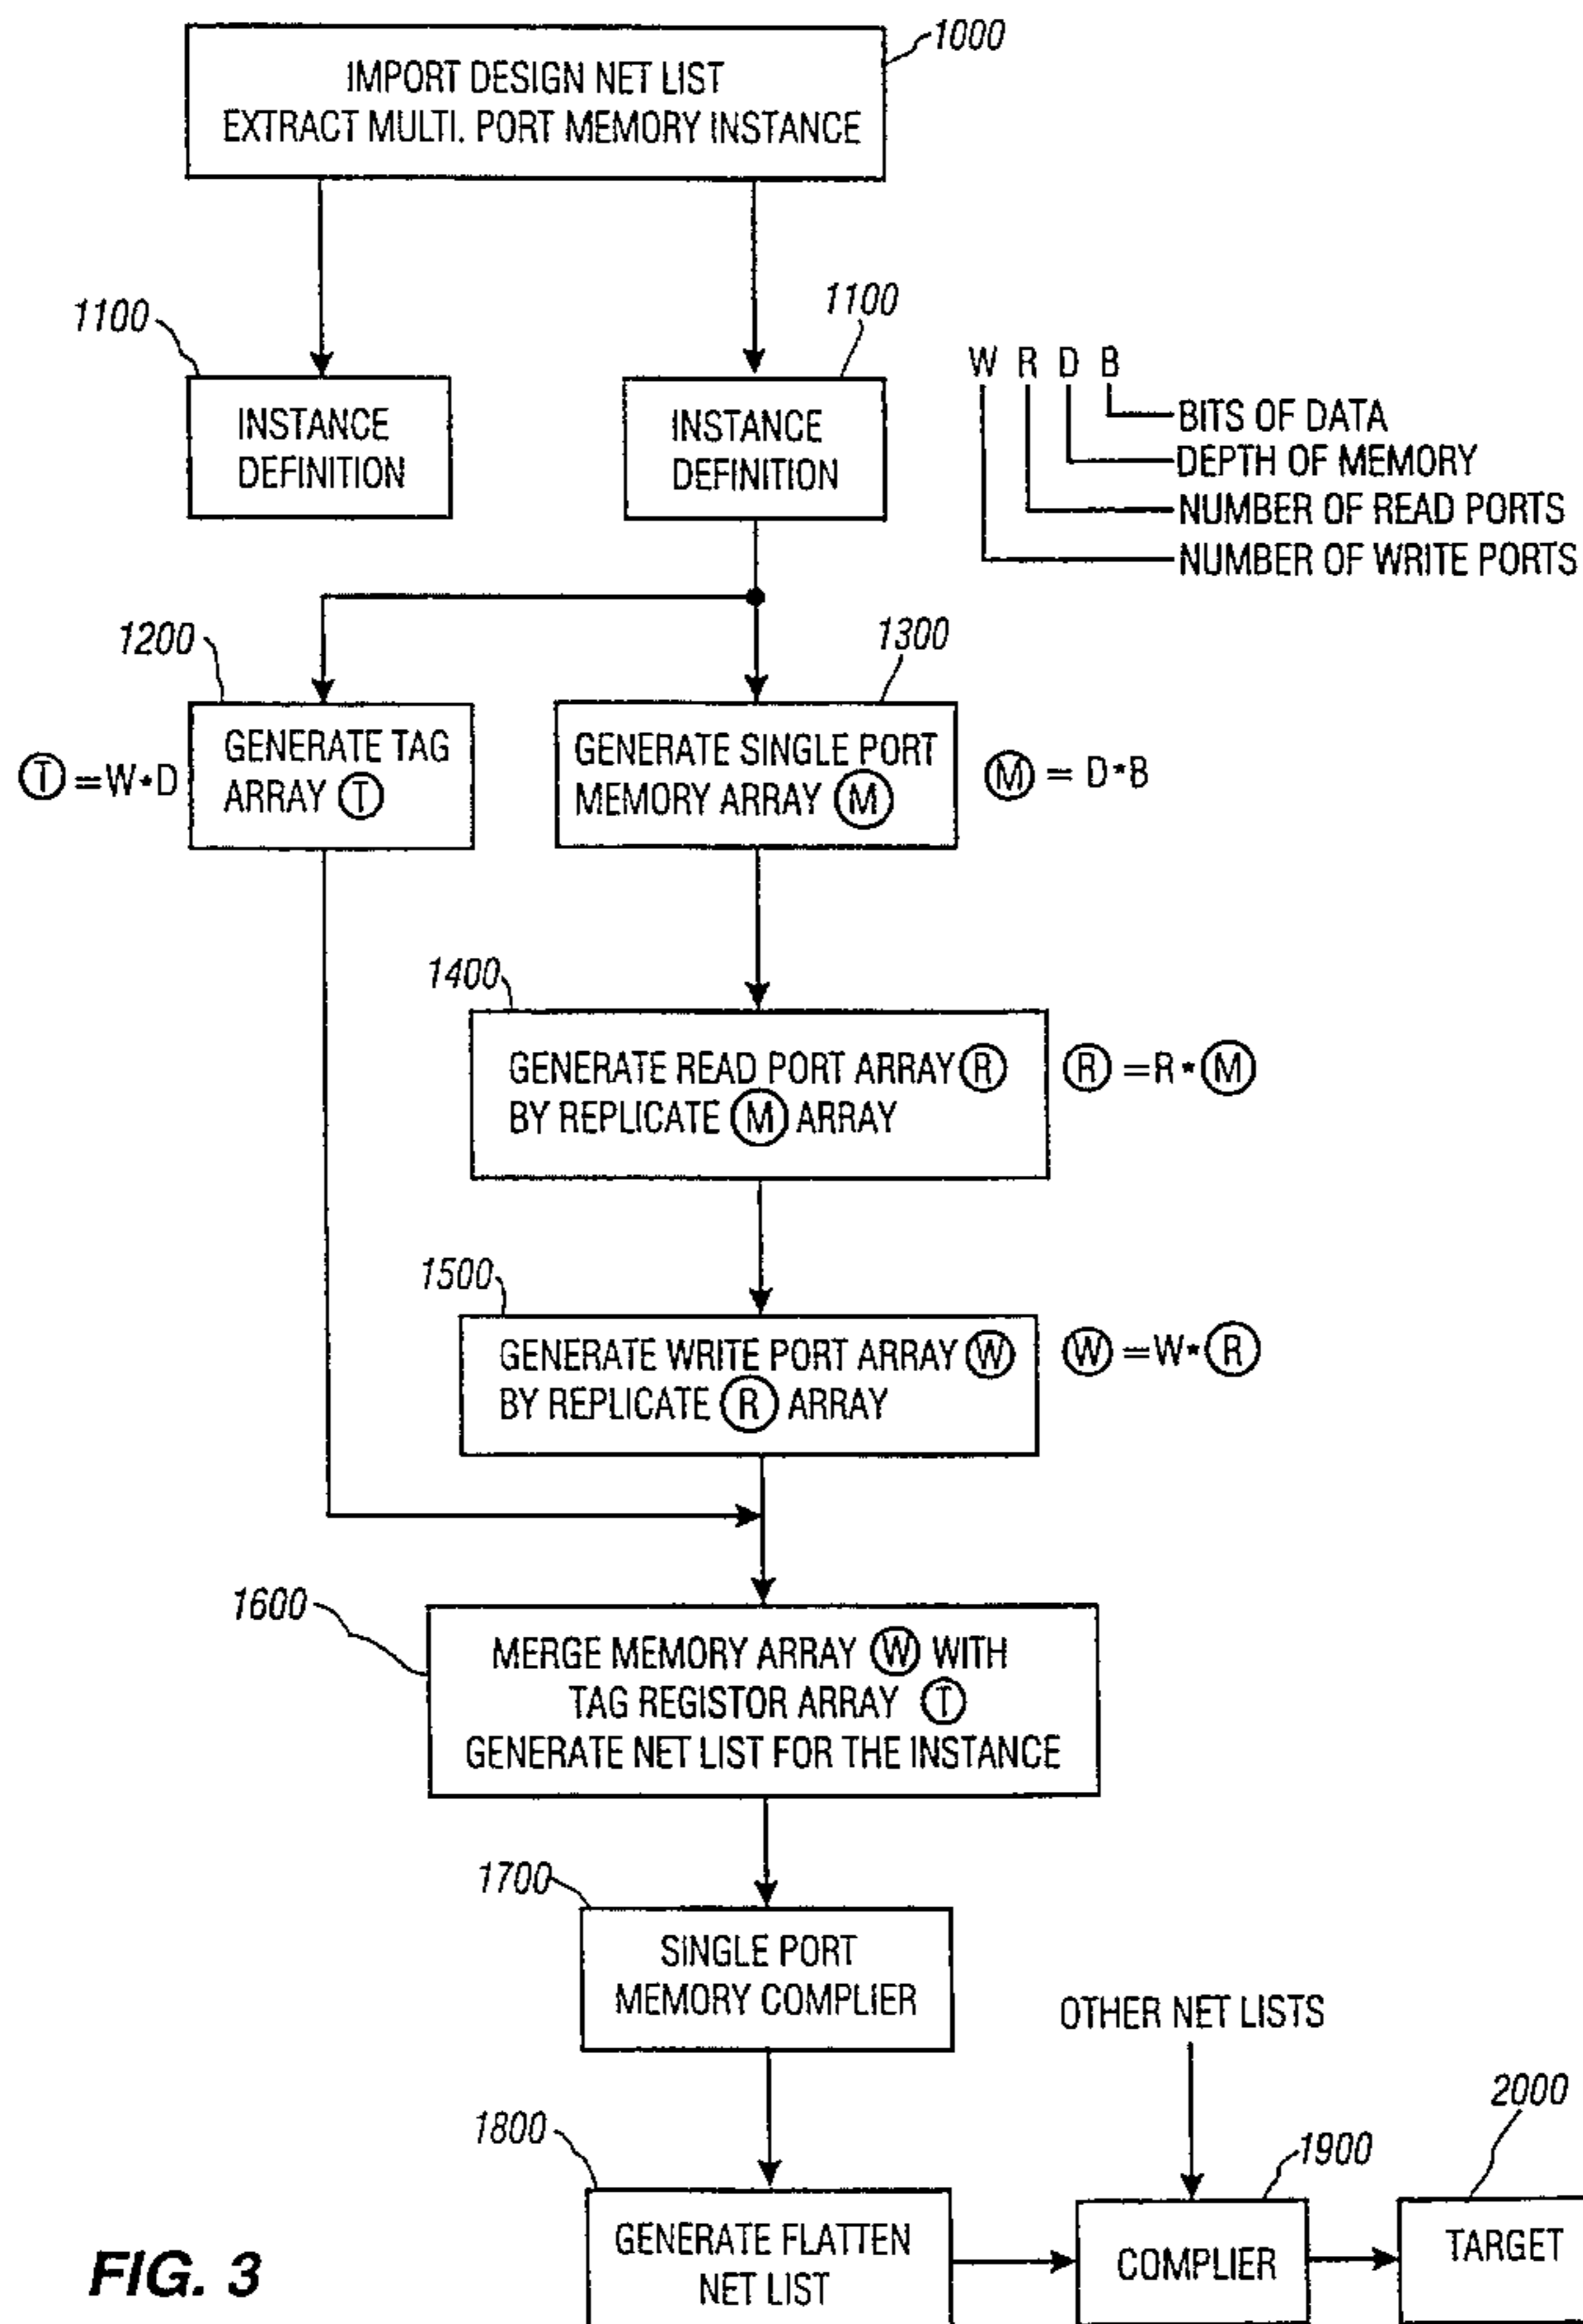 1000
IMPORT DESIGN NET LIST
EXTRACT MULTI. PORT MEMORY INSTANCE
1100
INSTANCE
DEFINITION
1100
INSTANCE
DEFINITION
W R D B
BITS OF DATA
DEPTH OF MEMORY
NUMBER OF READ PORTS
NUMBER OF WRITE PORTS
1200
Ⓣ=W*D
GENERATE TAG
ARRAY Ⓣ
1300
GENERATE SINGLE PORT
MEMORY ARRAY Ⓜ
Ⓜ = D*B
1400
GENERATE READ PORT ARRAY Ⓡ
BY REPLICATE Ⓜ ARRAY
Ⓡ =R*Ⓜ
1500
GENERATE WRITE PORT ARRAY Ⓦ
BY REPLICATE Ⓡ ARRAY
Ⓦ =W*Ⓡ
1600
MERGE MEMORY ARRAY Ⓦ WITH
TAG REGISTOR ARRAY Ⓣ
GENERATE NET LIST FOR THE INSTANCE
1700
SINGLE PORT
MEMORY COMPLIER
1800
GENERATE FLATTEN
NET LIST
OTHER NET LISTS
1900
COMPLIER
2000
TARGET
FIG. 3